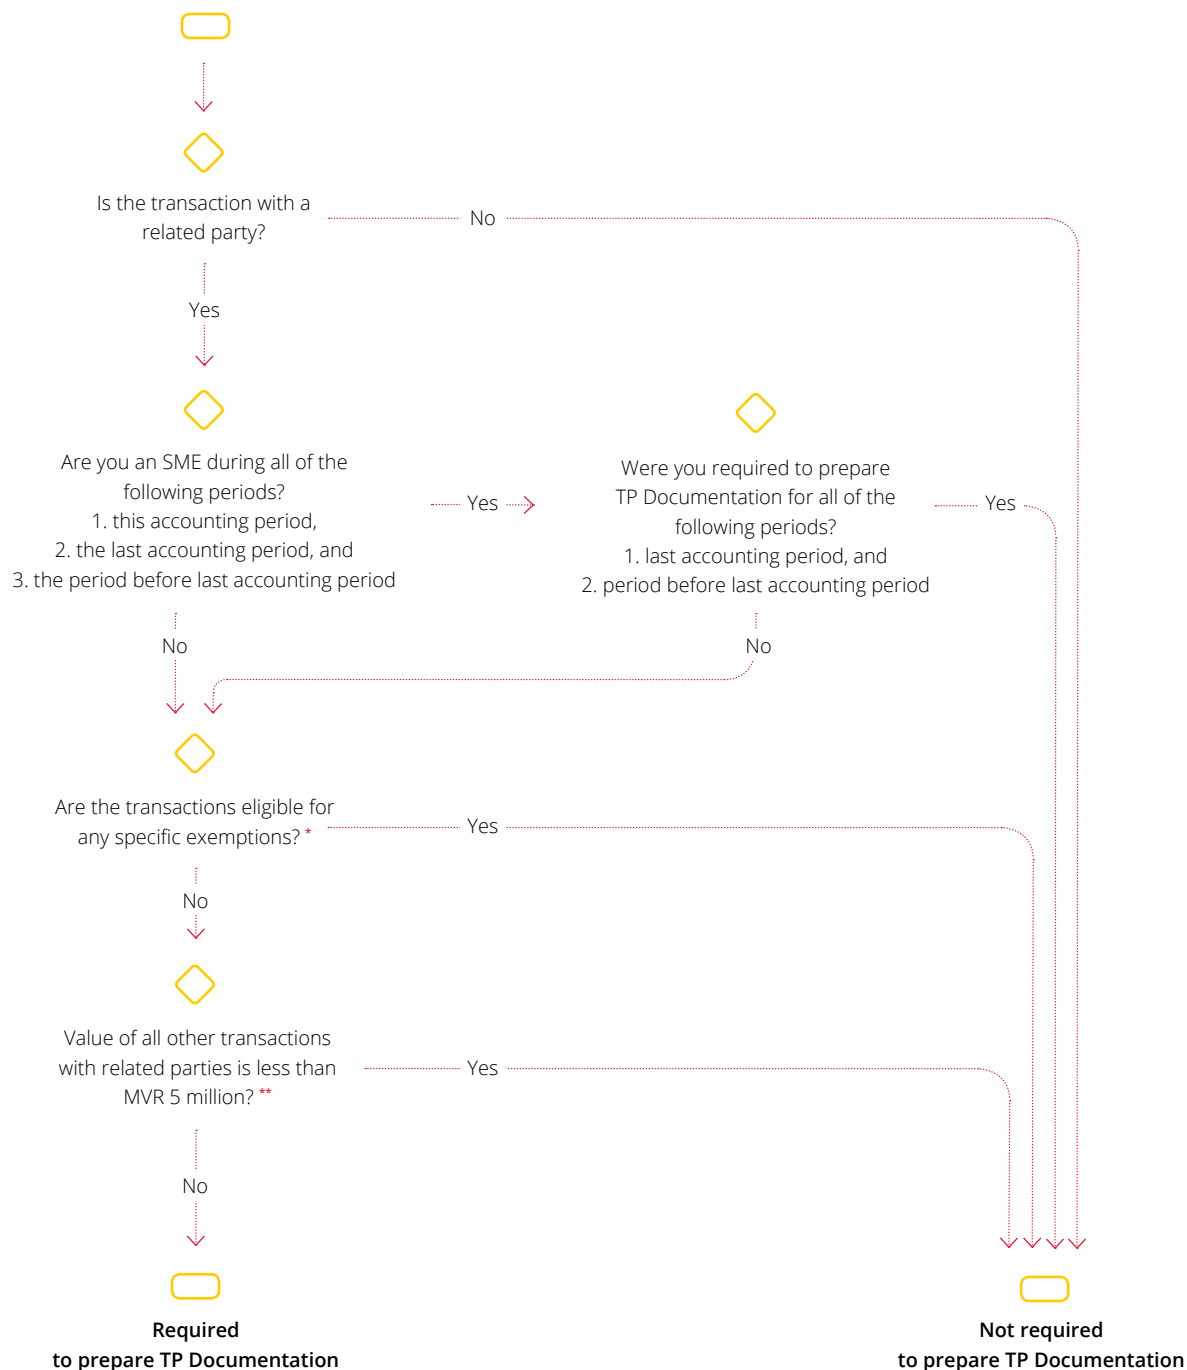 Is the transaction with a
related party?
No
Yes
Are you an SME during all of the
following periods?
1. this accounting period,
2. the last accounting period, and
3. the period before last accounting period
Yes
Were you required to prepare
TP Documentation for all of the
following periods?
1. last accounting period, and
2. period before last accounting period
Yes
No
No
Are the transactions eligible for
any specific exemptions? *
Yes
No
Value of all other transactions
with related parties is less than
MVR 5 million? **
Yes
No
Required
to prepare TP Documentation
Not required
to prepare TP Documentation